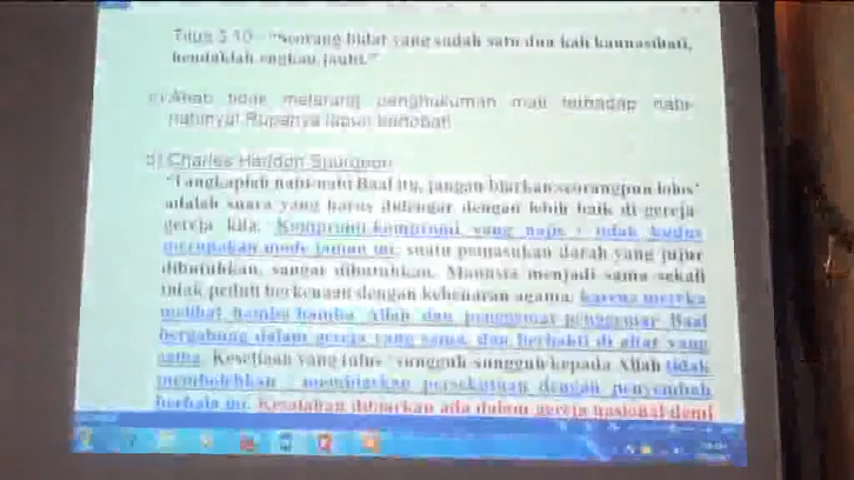 Titus 3:10 - "Seorang bidat yang sudah satu dua kali kaunasihati,
hendaklah engkau jauhi."
c) Ahab tidak melarang penghukuman mati terhadap nabi-
nabinya! Rupanya
d) Charles Haddon Spurgeon
"Tangkaplah nabi-nabi Baal itu, jangan biarkan seorangpun lolos"
adalah suara yang harus didengar dengan lebih baik di gereja-
gereja kita. Kompromi-kompromi yang najis / tidak kudus
merupakan mode jaman ini, suatu pemasukan darah yang jujur
dibutuhkan, sangat dibutuhkan. Manusia menjadi sama sekali
tidak peduli berkenaan dengan kebenaran agama, karena mereka
melihat hamba-hamba Allah dan penggemar-penggemar Baal
bergabung dalam gereja yang sama, dan berbakti di altar yang
sama. Kesetiaan yang tulus / sungguh-sungguh kepada Allah tidak
membolehkan / membiarkan persekutuan dengan penyembah
berhala ini. Kesalahan dibiarkan ada dalam gereja nasional demi